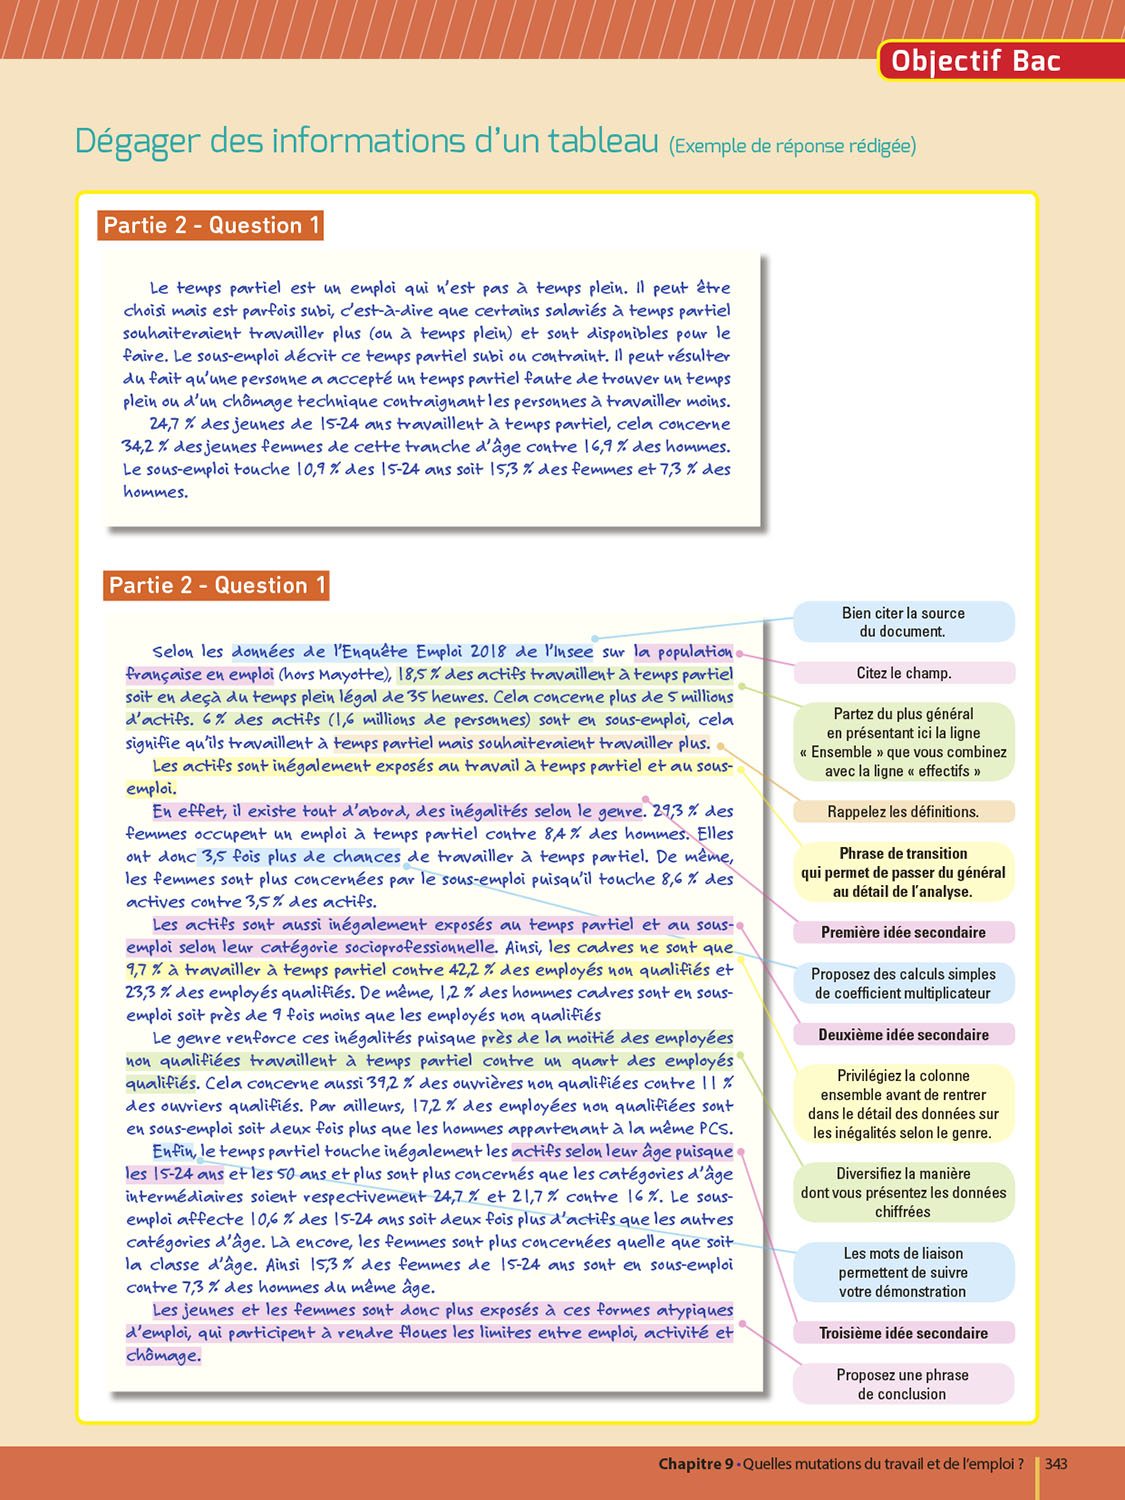 Objectif Bac
Dégager des informations d'un tableau (Exemple de réponse rédigée)
Partie 2 - Question 1
Le temps partiel est un emploi qui n'est pas à temps plein. Il peut être
choisi mais est parfois subi, c'est-à-dire que certains salariés à temps partiel
souhaiteraient travailler plus (ou à temps plein) et sont disponibles pour le
faire. Le sous-emploi décrit ce temps partiel subi ou contraint. Il peut résulter
du fait qu'une personne a accepté un temps partiel faute de trouver un temps
plein ou d'un chômage technique contraignant les personnes à travailler moins.
24,7 % des jeunes de 15-24 ans travaillent à temps partiel, cela concerne
34,2 % des jeunes femmes de cette tranche d'âge contre 16,9 % des hommes.
Le sous-emploi touche 10,9 % des 15-24 ans soit 15,3 % des femmes et 7,3 % des
hommes.
Partie 2 - Question 1
Selon les données de l'Enquête Emploi 2018 de l'Insee sur la population
française en emploi (hors Mayotte), 18,5 % des actifs travaillent à temps partiel
soit en deçà du temps plein légal de 35 heures. Cela concerne plus de 5 millions
d'actifs. 6 % des actifs (1,6 millions de personnes) sont en sous-emploi, cela
signifie qu'ils travaillent à temps partiel mais souhaiteraient travailler plus.
Les actifs sont inégalement exposés au travail à temps partiel et au sous-
emploi.
En effet, il existe tout d'abord, des inégalités selon le genre. 29,3 % des
femmes occupent un emploi à temps partiel contre 8,4 % des hommes. Elles
ont donc 3,5 fois plus de chances de travailler à temps partiel. De même,
les femmes sont plus concernées par le sous-emploi puisqu'il touche 8,6 % des
actives contre 3,5 % des actifs.
Les actifs sont aussi inégalement exposés au temps partiel et au sous-
emploi selon leur catégorie socioprofessionnelle. Ainsi, les cadres ne sont que
9,7 % à travailler à temps partiel contre 42,2 % des employés non qualifiés et
23,3 % des employés qualifiés. De même, 1,2 % des hommes cadres sont en sous-
emploi soit près de 9 fois moins que les employés non qualifiés
Le genre renforce ces inégalités puisque près de la moitié des employées
non qualifiées travaillent à temps partiel contre un quart des employés
qualifiés. Cela concerne aussi 39,2 % des ouvrières non qualifiées contre 11 %
des ouvriers qualifiés. Par ailleurs, 17,2 % des employées non qualifiées sont
en sous-emploi soit deux fois plus que les hommes appartenant à la même PCS.
Enfin, le temps partiel touche inégalement les actifs selon leur âge puisque
les 15-24 ans et les 50 ans et plus sont plus concernés que les catégories d'âge
intermédiaires soient respectivement 24,7 % et 21,7 % contre 16 %. Le sous-
emploi affecte 10,6 % des 15-24 ans soit deux fois plus d'actifs que les autres
catégories d'âge. Là encore, les femmes sont plus concernées quelle que soit
la classe d'âge. Ainsi 15,3 % des femmes de 15-24 ans sont en sous-emploi
contre 7,3 % des hommes du même âge.
Les jeunes et les femmes sont donc plus exposés à ces formes atypiques
d'emploi, qui participent à rendre floues les limites entre emploi, activité et
chômage.
Bien citer la source
du document.
Citez le champ.
Partez du plus général
en présentant ici la ligne
« Ensemble » que vous combinez
avec la ligne « effectifs »
Rappelez les définitions.
Phrase de transition
qui permet de passer du général
au détail de l'analyse.
Première idée secondaire
Proposez des calculs simples
de coefficient multiplicateur
Deuxième idée secondaire
Privilégiez la colonne
ensemble avant de rentrer
dans le détail des données sur
les inégalités selon le genre.
Diversifiez la manière
dont vous présentez les données
chiffrées
Les mots de liaison
permettent de suivre
votre démonstration
Troisième idée secondaire
Proposez une phrase
de conclusion
Chapitre 9 • Quelles mutations du travail et de l'emploi ? 343